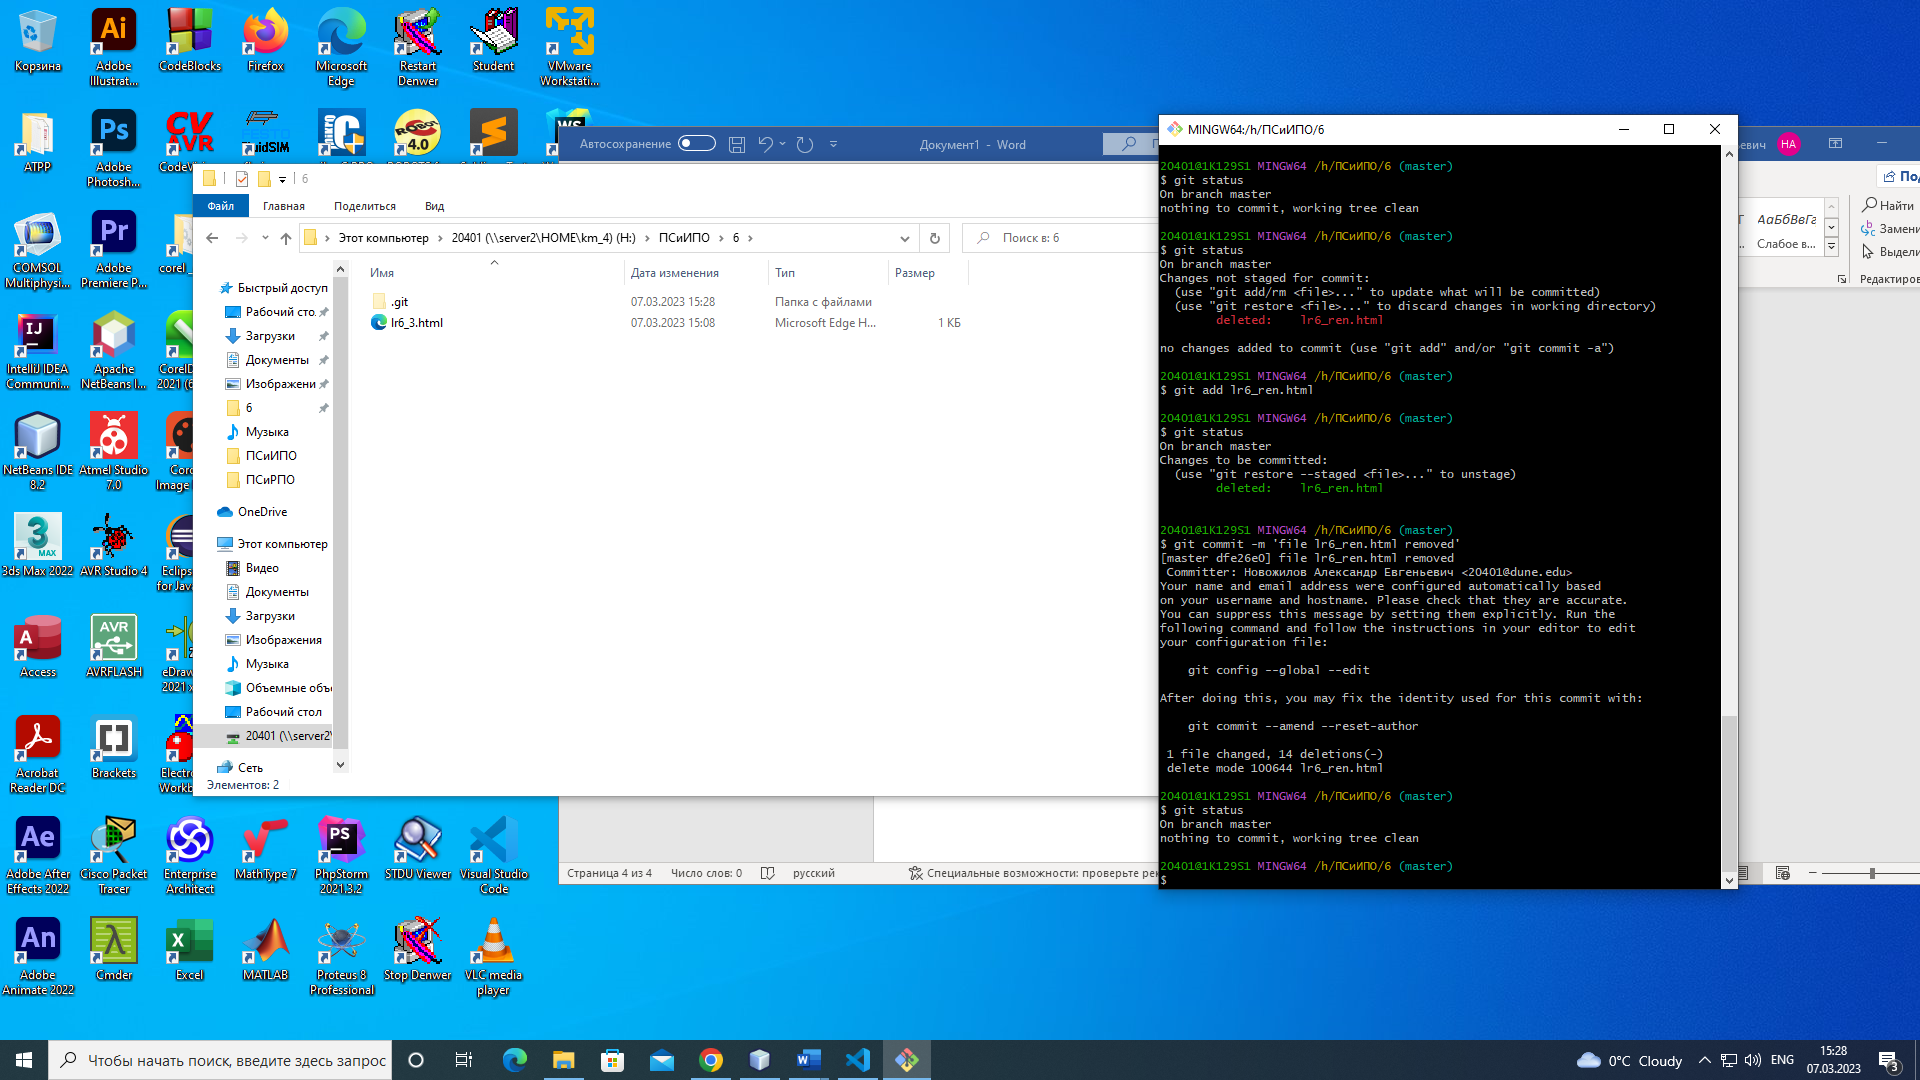 Корзина
Adobe Illustrat...
CodeBlocks
Firefox
Microsoft Edge
Restart Denwer
Student
VMware Workstati...
ATPP
Adobe Photosh...
COMSOL Multiphysi...
Adobe Premiere P...
IntelliJ IDEA Communi...
Apache NetBeans I...
NetBeans IDE 8.2
Atmel Studio 7.0
3ds Max 2022
AVR Studio 4
Access
AVRFLASH
Acrobat Reader DC
Brackets
Adobe After Effects 2022
Cisco Packet Tracer
Enterprise Architect
MathType 7
PhpStorm 2021.3.2
STDU Viewer
Visual Studio Code
Adobe Animate 2022
Cmder
Excel
MATLAB
Proteus 8 Professional
Stop Denwer
VLC media player
Автосохранение
Документ1 - Word
НА
Найти
Слабое в...
Страница 4 из 4
Число слов: 0
русский
6
Файл
Главная
Поделиться
Вид
Этот компьютер
20401 (\\server2\HOME\km_4) (H:)
ПСиИПО
6
Поиск в: 6
Имя
Дата изменения
Тип
Размер
.git
07.03.2023 15:28
Папка с файлами
lr6_3.html
07.03.2023 15:08
Microsoft Edge H...
1 КБ
Быстрый доступ
Рабочий сто
Загрузки
Документы
Изображени
6
Музыка
ПСиИПО
ПСиРПО
OneDrive
Этот компьютер
Видео
Документы
Загрузки
Изображения
Музыка
Объемные объ
Рабочий стол
20401 (\\server2\
Сеть
Элементов: 2
MINGW64:/h/ПСиИПО/6
20401@1K129S1 MINGW64 /h/ПСиИПО/6 (master)
$ git status
On branch master
nothing to commit, working tree clean
20401@1K129S1 MINGW64 /h/ПСиИПО/6 (master)
$ git status
On branch master
Changes not staged for commit:
(use "git add/rm <file>..." to update what will be committed)
(use "git restore <file>..." to discard changes in working directory)
deleted:    lr6_ren.html
no changes added to commit (use "git add" and/or "git commit -a")
20401@1K129S1 MINGW64 /h/ПСиИПО/6 (master)
$ git add lr6_ren.html
20401@1K129S1 MINGW64 /h/ПСиИПО/6 (master)
$ git status
On branch master
Changes to be committed:
(use "git restore --staged <file>..." to unstage)
deleted:    lr6_ren.html
20401@1K129S1 MINGW64 /h/ПСиИПО/6 (master)
$ git commit -m 'file lr6_ren.html removed'
[master dfe26e0] file lr6_ren.html removed
Committer: Новожилов Александр Евгеньевич <20401@dune.edu>
Your name and email address were configured automatically based
on your username and hostname. Please check that they are accurate.
You can suppress this message by setting them explicitly. Run the
following command and follow the instructions in your editor to edit
your configuration file:
git config --global --edit
After doing this, you may fix the identity used for this commit with:
git commit --amend --reset-author
1 file changed, 14 deletions(-)
delete mode 100644 lr6_ren.html
20401@1K129S1 MINGW64 /h/ПСиИПО/6 (master)
$ git status
On branch master
nothing to commit, working tree clean
20401@1K129S1 MINGW64 /h/ПСиИПО/6 (master)
$
Чтобы начать поиск, введите здесь запрос
0°C Cloudy
ENG
15:28
07.03.2023
3